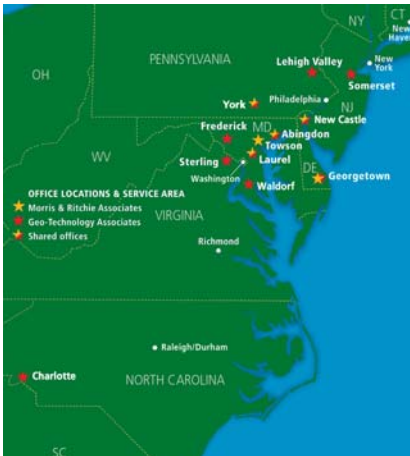 NY
CT
New
Haven
OH
PENNSYLVANIA
Lehigh Valley
New
York
Somerset
York
Philadelphia
NJ
New Castle
Frederick
MD
Abingdon
Towson
WV
Sterling
Laurel
Washington
DE
Georgetown
Waldorf
OFFICE LOCATIONS & SERVICE AREA
Morris & Ritchie Associates
Geo-Technology Associates
Shared offices
VIRGINIA
Richmond
Raleigh/Durham
Charlotte
NORTH CAROLINA
SC